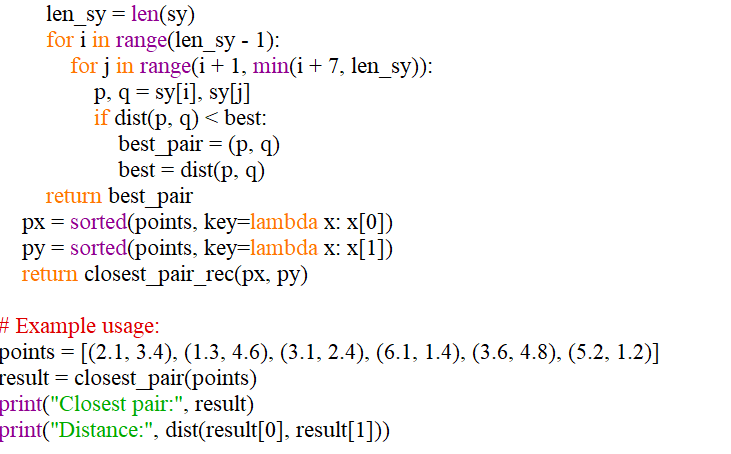 len_sy = len(sy)
for i in range(len_sy - 1):
for j in range(i + 1, min(i + 7, len_sy)):
p, q = sy[i], sy[j]
if dist(p, q) < best:
best_pair = (p, q)
best = dist(p, q)
return best_pair
px = sorted(points, key=lambda x: x[0])
py = sorted(points, key=lambda x: x[1])
return closest_pair_rec(px, py)
# Example usage:
points = [(2.1, 3.4), (1.3, 4.6), (3.1, 2.4), (6.1, 1.4), (3.6, 4.8), (5.2, 1.2)]
result = closest_pair(points)
print("Closest pair:", result)
print("Distance:", dist(result[0], result[1]))